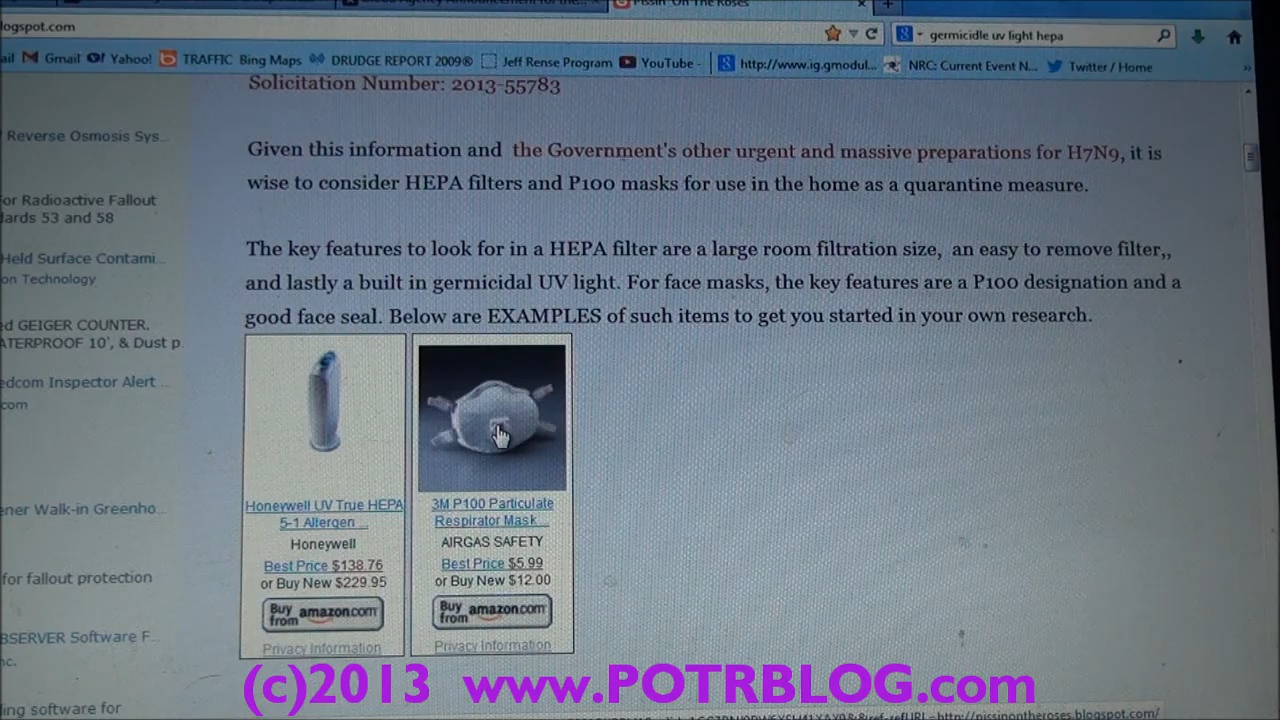 Pissin' On The Roses
logspot.com
germicidle uv light hepa
ail Gmail Yahoo! TRAFFIC Bing Maps DRUDGE REPORT 2009® Jeff Rense Program YouTube - http://www.ig.gmodul... NRC: Current Event N... Twitter / Home »
Solicitation Number: 2013-55783
Reverse Osmosis Sys...
Given this information and the Government's other urgent and massive preparations for H7N9, it is
wise to consider HEPA filters and P100 masks for use in the home as a quarantine measure.
For Radioactive Fallout
dards 53 and 58
The key features to look for in a HEPA filter are a large room filtration size, an easy to remove filter,,
Held Surface Contami...
on Technology
and lastly a built in germicidal UV light. For face masks, the key features are a P100 designation and a
good face seal. Below are EXAMPLES of such items to get you started in your own research.
ed GEIGER COUNTER.
ATERPROOF 10', & Dust p.
edcom Inspector Alert ...
com
Honeywell UV True HEPA
5-1 Allergen ...
Honeywell
Best Price $138.76
or Buy New $229.95
Buy from amazon.com
Privacy Information
3M P100 Particulate
Respirator Mask ...
AIRGAS SAFETY
Best Price $5.99
or Buy New $12.00
Buy from amazon.com
Privacy Information
ener Walk-in Greenho...
for fallout protection
BSERVER Software F...
nc.
ling software for
(c)2013 www.POTRBLOG.com